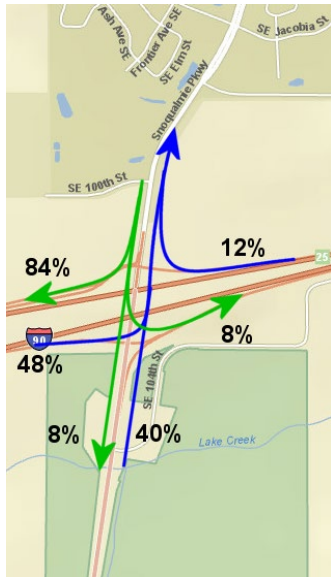 Ash Ave SE
Frontier Ave SE
SE Elm St
SE Jacobia St
Snoqualmie Pkwy
SE 100th St
84%
12%
25
90
48%
8%
SE 104th St
8%
40%
Lake Creek